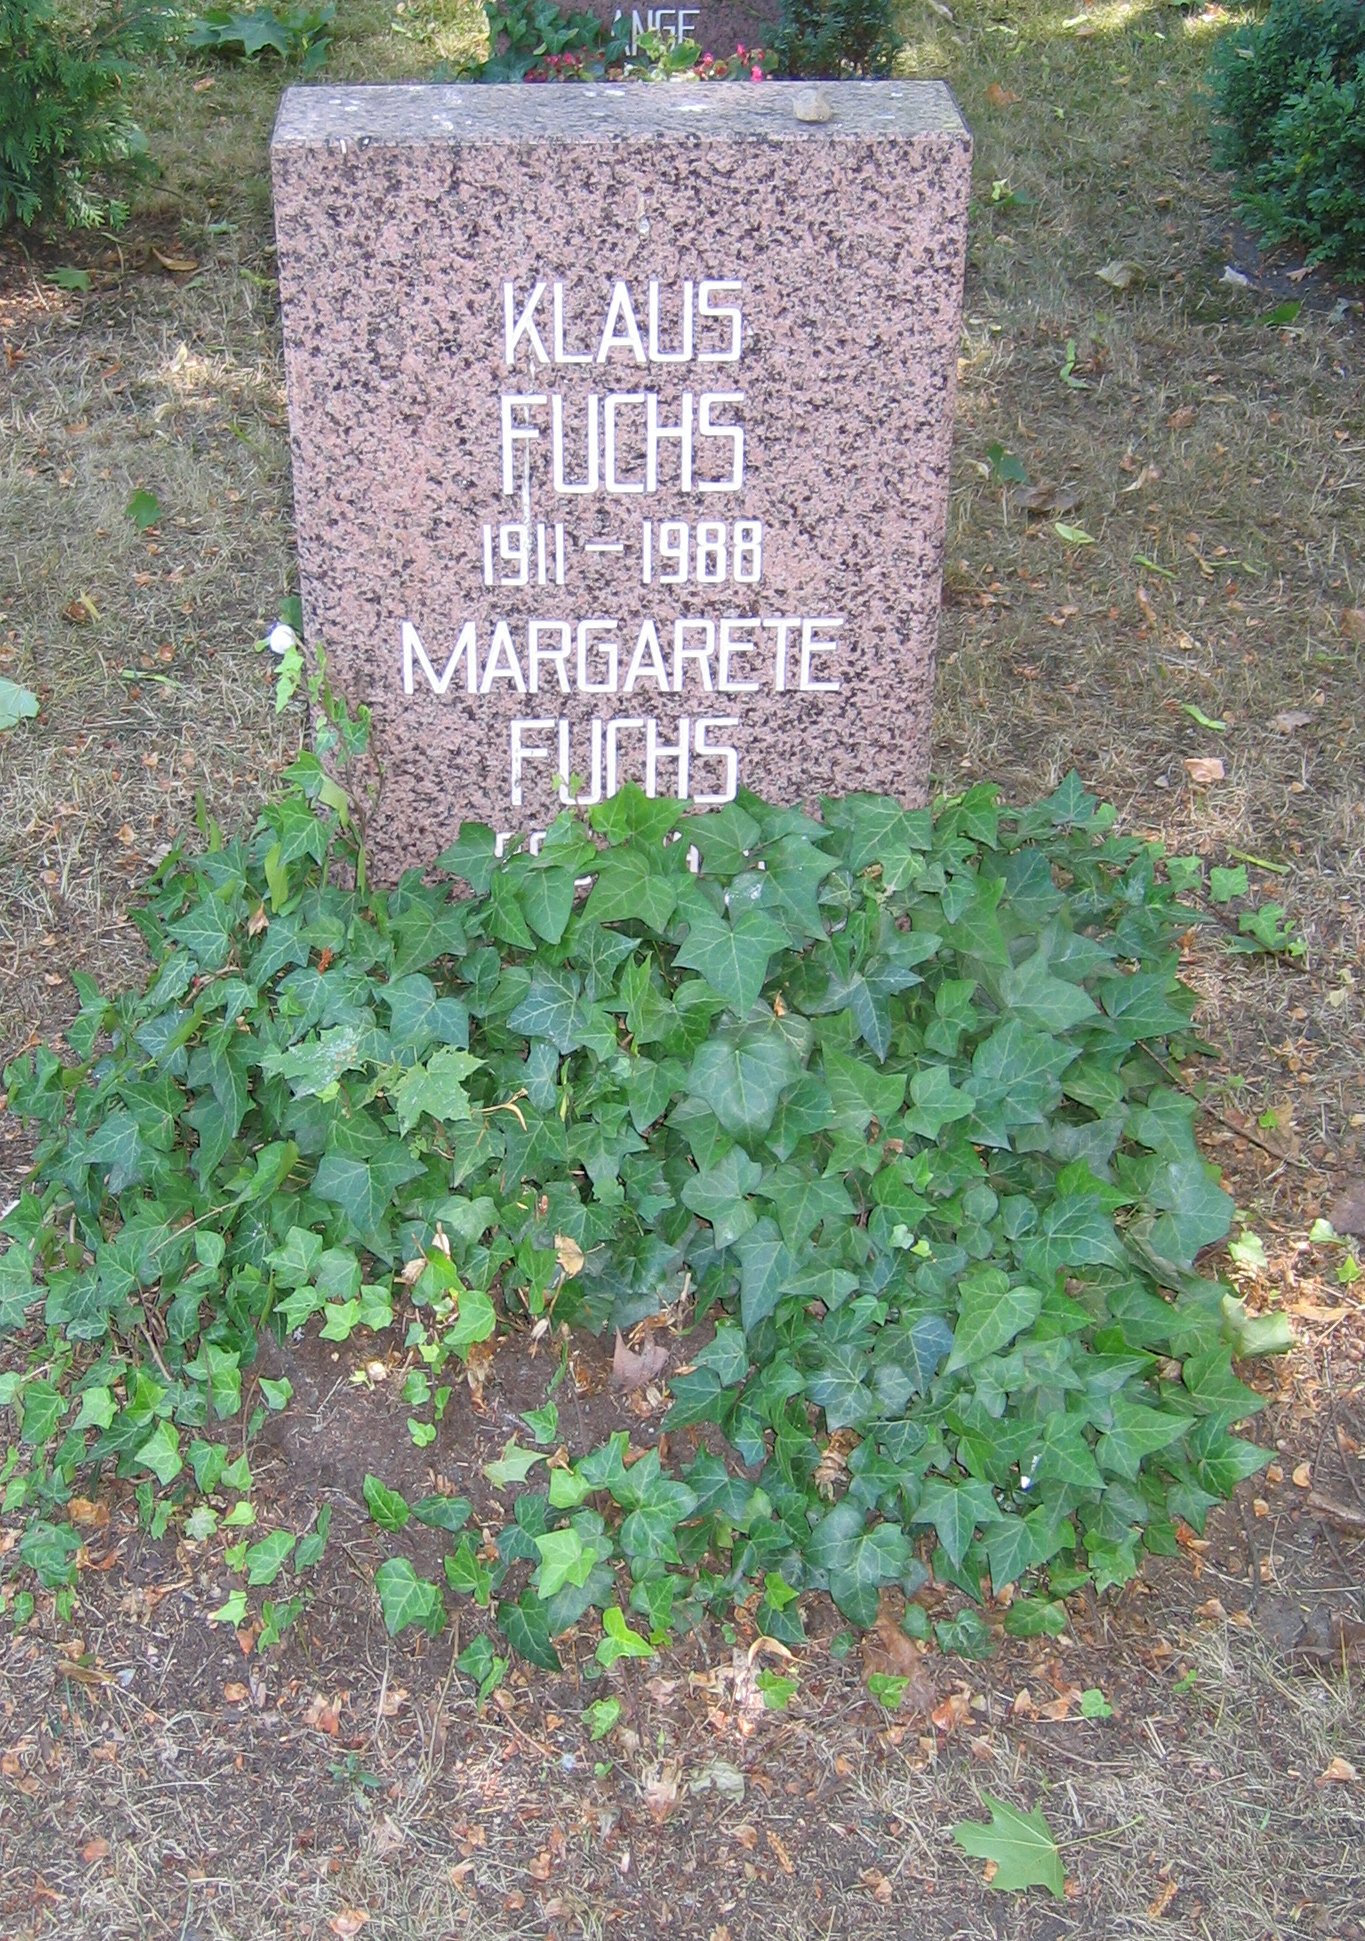 KLAUS
FUCHS
1911 – 1988
MARGARETE
FUCHS